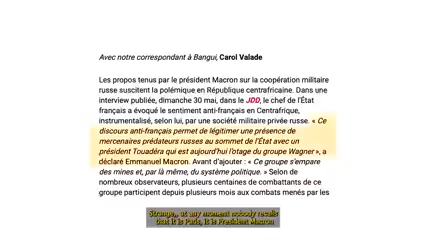 Avec notre correspondant à Bangui, Carol Valade
Les propos tenus par le président Macron sur la coopération militaire
russe suscitent la polémique en République centrafricaine. Dans une
interview publiée, dimanche 30 mai, dans le JDD, le chef de l'État
français a évoqué le sentiment anti-français en Centrafrique,
instrumentalisé, selon lui, par une société militaire privée russe. « Ce
discours anti-français permet de légitimer une présence de
mercenaires prédateurs russes au sommet de l'État avec un
président Touadéra qui est aujourd'hui l'otage du groupe Wagner », a
déclaré Emmanuel Macron. Avant d'ajouter : « Ce groupe s'empare
des mines et, par là même, du système politique. » Selon de
nombreux observateurs, plusieurs centaines de combattants de ce
groupe participent depuis plusieurs mois aux combats menés par les
Strange,, at any moment nobody recalls
that it is Paris, it is President Macron